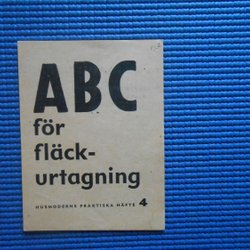 ABC
för
fläck-
urtagning
HUSMODERNS PRAKTISKA HÄFTE 4